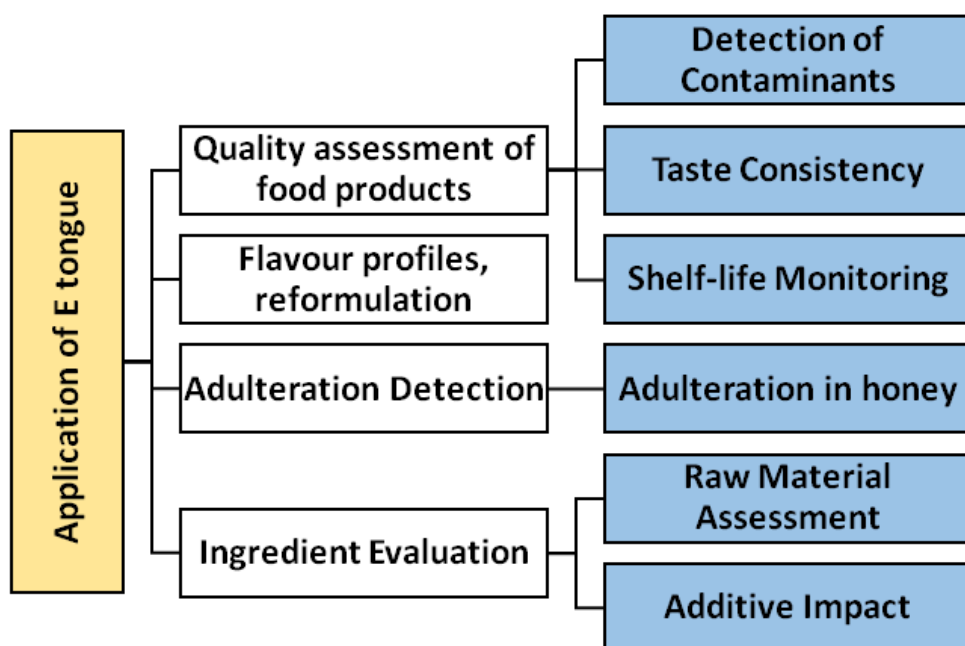 Application of E tongue
Quality assessment of
food products
Detection of
Contaminants
Taste Consistency
Shelf-life Monitoring
Flavour profiles,
reformulation
Adulteration Detection
Adulteration in honey
Ingredient Evaluation
Raw Material
Assessment
Additive Impact